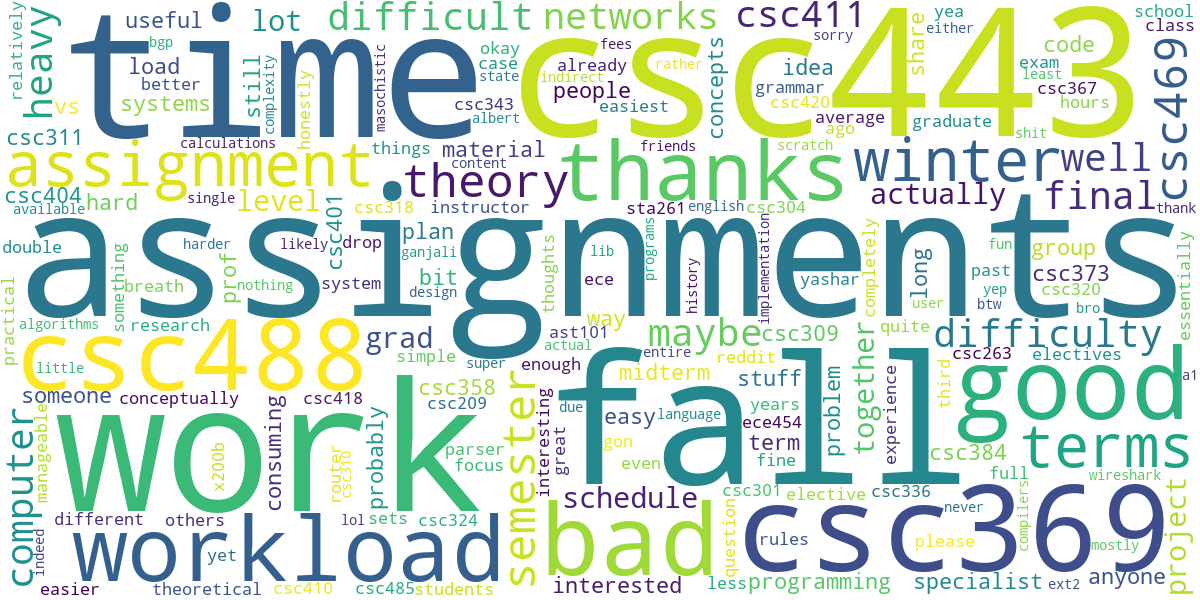 time
csc443
assignments
fall
work
csc369
csc488
workload
good
bad
thanks
assignment
winter
terms
theory
final
difficult
networks
csc411
csc469
heavy
useful
lot
bgp
load
better
vs
systems
still
complexity
honestly
masochistic
okay
case
state
csc343
albert
fees
already
indirect
people
easiest
rather
concepts
sorry
idea
grammar
csc420
average
ago
share
yea
either
graduate
code
exam
least
csc367
hours
shit
school
class
relatively
csc311
calculations
things
material
content
friends
scratch
well
actually
thank
csc404
available
hard
single
level
csc318
instructor
sta261
english
csc304
double
something
breath
harder
nothing
likely
csc401
drop
system
plan
ganjali
bit
design
thoughts
lib
ece
programs
history
implementation
yashar
completely
long
fun
past
yep
btw
user
group
csc373
csc320
bro
essentially
practical
algorithms
little
research
prof
grad
simple
super
actual
ast101
enough
way
maybe
entire
reddit
midterm
csc309
together
quite
difficulty
csc263
electives
third
a1
someone
conceptually
csc418
consuming
csc358
csc209
probably
parser
focus
semester
interesting
great
due
gon
easy
even
language
stuff
years
ece454
term
fine
problem
experience
csc384
full
wireshark
project
computer
manageable
x200b
router
csc310
different
others
indeed
yet
lol
sets
csc324
schedule
csc301
elective
csc336
never
question
rules
please
compilers
mostly
easier
theoretical
csc410
csc485
students
interested
less
programming
specialist
ext2
anyone